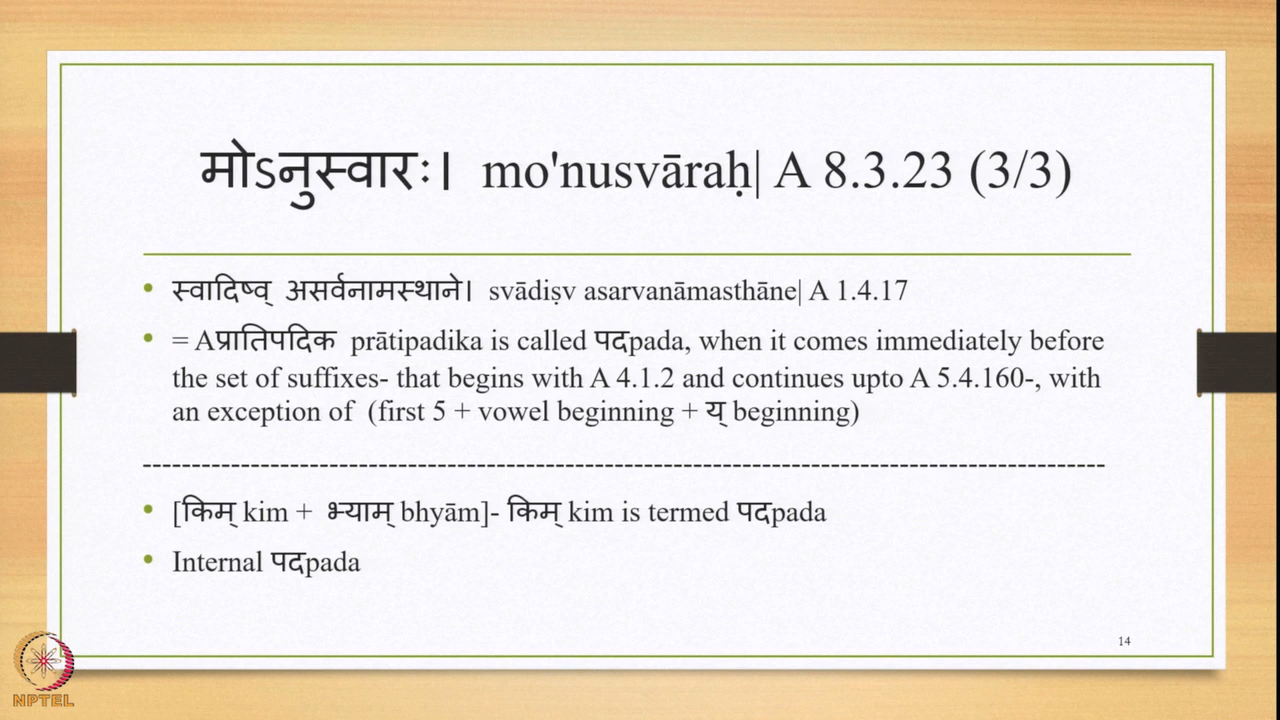 मोऽनुस्वारः। mo'nusvāraḥ| A 8.3.23 (3/3)
• स्वादिष्व् असर्वनामस्थाने। svādiṣv asarvanāmasthāne| A 1.4.17
• = Aप्रातिपदिक prātipadika is called पदpada, when it comes immediately before
the set of suffixes- that begins with A 4.1.2 and continues upto A 5.4.160-, with
an exception of (first 5 + vowel beginning + य् beginning)
--------------------------------------------------------------------------------------------------
• [किम् kim + भ्याम् bhyām]- किम् kim is termed पदpada
• Internal पदpada
14
NPTEL